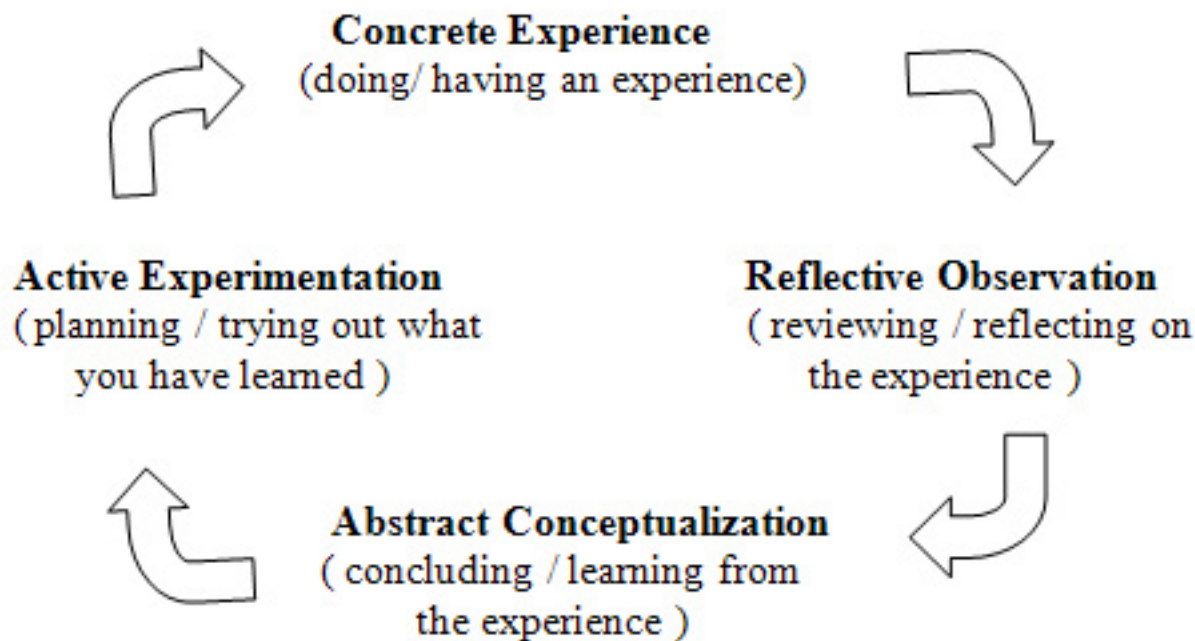 Concrete Experience
(doing/ having an experience)
Active Experimentation
( planning / trying out what
you have learned )
Reflective Observation
( reviewing / reflecting on
the experience )
Abstract Conceptualization
( concluding / learning from
the experience )